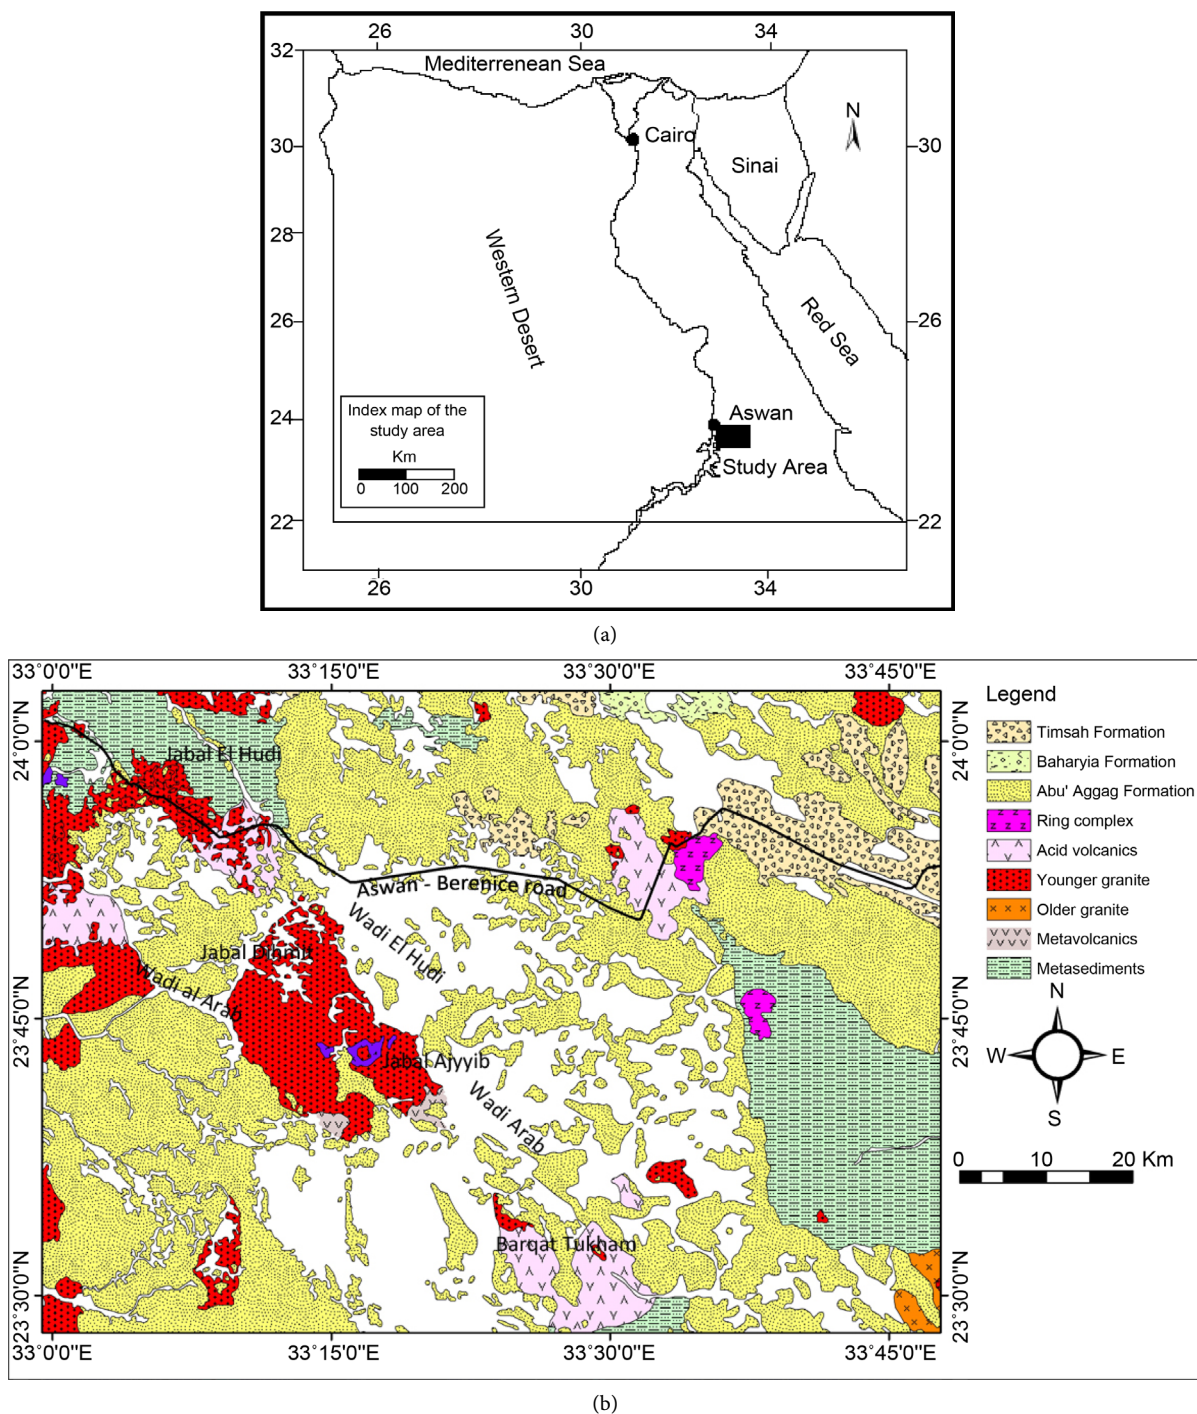 26 30 34
32
Mediterrenean Sea
N
30 Cairo 30
Sinai
28
Western Desert
Red Sea
26 26
24 Aswan
Study Area
Index map of the
study area
Km
0 100 200
22 22
26 30 34
(a)
33°0'0"E 33°15'0"E 33°30'0"E 33°45'0"E
24°0'0"N 24°0'0"N
Jabal El Hudi
Aswan - Berenice road
Wadi El Hudi
Jabal Dihmit
Wadi al Arab
23°45'0"N 23°45'0"N
Jabal Ajyyib
Wadi Arab
Barqat Tukham
23°30'0"N 23°30'0"N
33°0'0"E 33°15'0"E 33°30'0"E 33°45'0"E
Legend
Timsah Formation
Baharyia Formation
Abu' Aggag Formation
Ring complex
Acid volcanics
Younger granite
Older granite
Metavolcanics
Metasediments
N
W E
S
0 10 20 Km
(b)